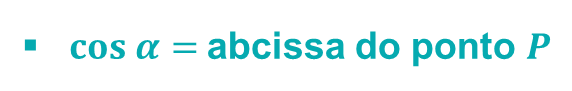 ▪ cos α = abcissa do ponto P